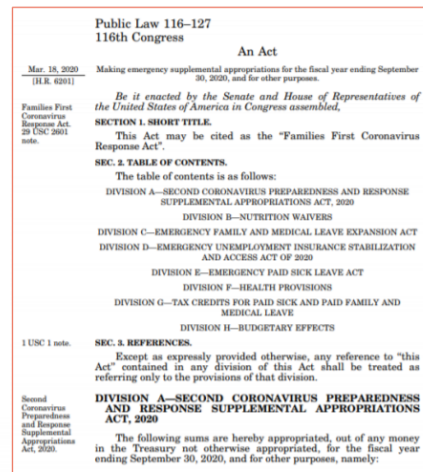 Public Law 116–127
116th Congress
An Act
Mar. 18, 2020
[H.R. 6201]
Making emergency supplemental appropriations for the fiscal year ending September
30, 2020, and for other purposes.
Families First
Coronavirus
Response Act.
29 USC 2601
note.
Be it enacted by the Senate and House of Representatives of
the United States of America in Congress assembled,
SECTION 1. SHORT TITLE.
This Act may be cited as the “Families First Coronavirus
Response Act”.
SEC. 2. TABLE OF CONTENTS.
The table of contents is as follows:
DIVISION A—SECOND CORONAVIRUS PREPAREDNESS AND RESPONSE
SUPPLEMENTAL APPROPRIATIONS ACT, 2020
DIVISION B—NUTRITION WAIVERS
DIVISION C—EMERGENCY FAMILY AND MEDICAL LEAVE EXPANSION ACT
DIVISION D—EMERGENCY UNEMPLOYMENT INSURANCE STABILIZATION
AND ACCESS ACT OF 2020
DIVISION E—EMERGENCY PAID SICK LEAVE ACT
DIVISION F—HEALTH PROVISIONS
DIVISION G—TAX CREDITS FOR PAID SICK AND PAID FAMILY AND
MEDICAL LEAVE
DIVISION H—BUDGETARY EFFECTS
1 USC 1 note.
SEC. 3. REFERENCES.
Except as expressly provided otherwise, any reference to “this
Act” contained in any division of this Act shall be treated as
referring only to the provisions of that division.
Second
Coronavirus
Preparedness
and Response
Supplemental
Appropriations
Act, 2020.
DIVISION A—SECOND CORONAVIRUS PREPAREDNESS
AND RESPONSE SUPPLEMENTAL APPROPRIATIONS
ACT, 2020
The following sums are hereby appropriated, out of any money
in the Treasury not otherwise appropriated, for the fiscal year
ending September 30, 2020, and for other purposes, namely: